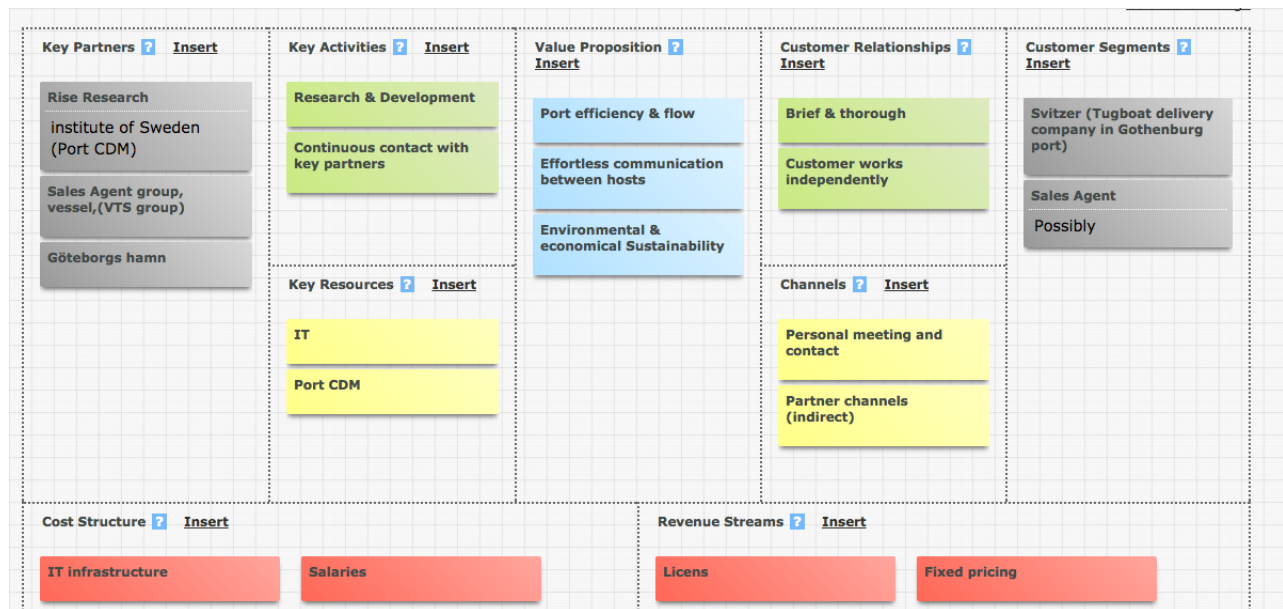 Key Partners ? Insert
Rise Research
institute of Sweden
(Port CDM)
Sales Agent group,
vessel,(VTS group)
Göteborgs hamn
Key Activities ? Insert
Research & Development
Continuous contact with
key partners
Key Resources ? Insert
IT
Port CDM
Value Proposition ?
Insert
Port efficiency & flow
Effortless communication
between hosts
Environmental &
economical Sustainability
Customer Relationships ?
Insert
Brief & thorough
Customer works
independently
Channels ? Insert
Personal meeting and
contact
Partner channels
(indirect)
Customer Segments ?
Insert
Svitzer (Tugboat delivery
company in Gothenburg
port)
Sales Agent
Possibly
Cost Structure ? Insert
IT infrastructure
Salaries
Revenue Streams ? Insert
Licens
Fixed pricing